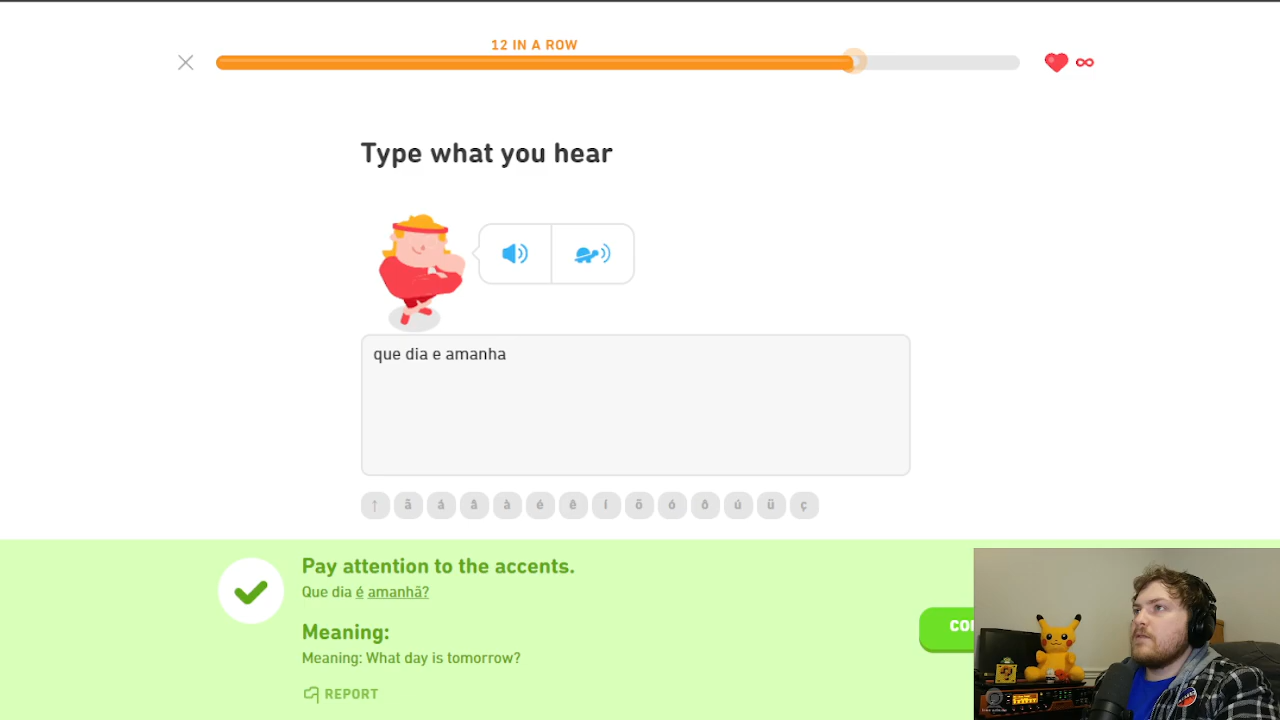 12 IN A ROW
Type what you hear
que dia e amanha
↑ ã á â à é ê í õ ó ô ú ü ç
Pay attention to the accents.
Que dia é amanhã?
Meaning:
Meaning: What day is tomorrow?
REPORT